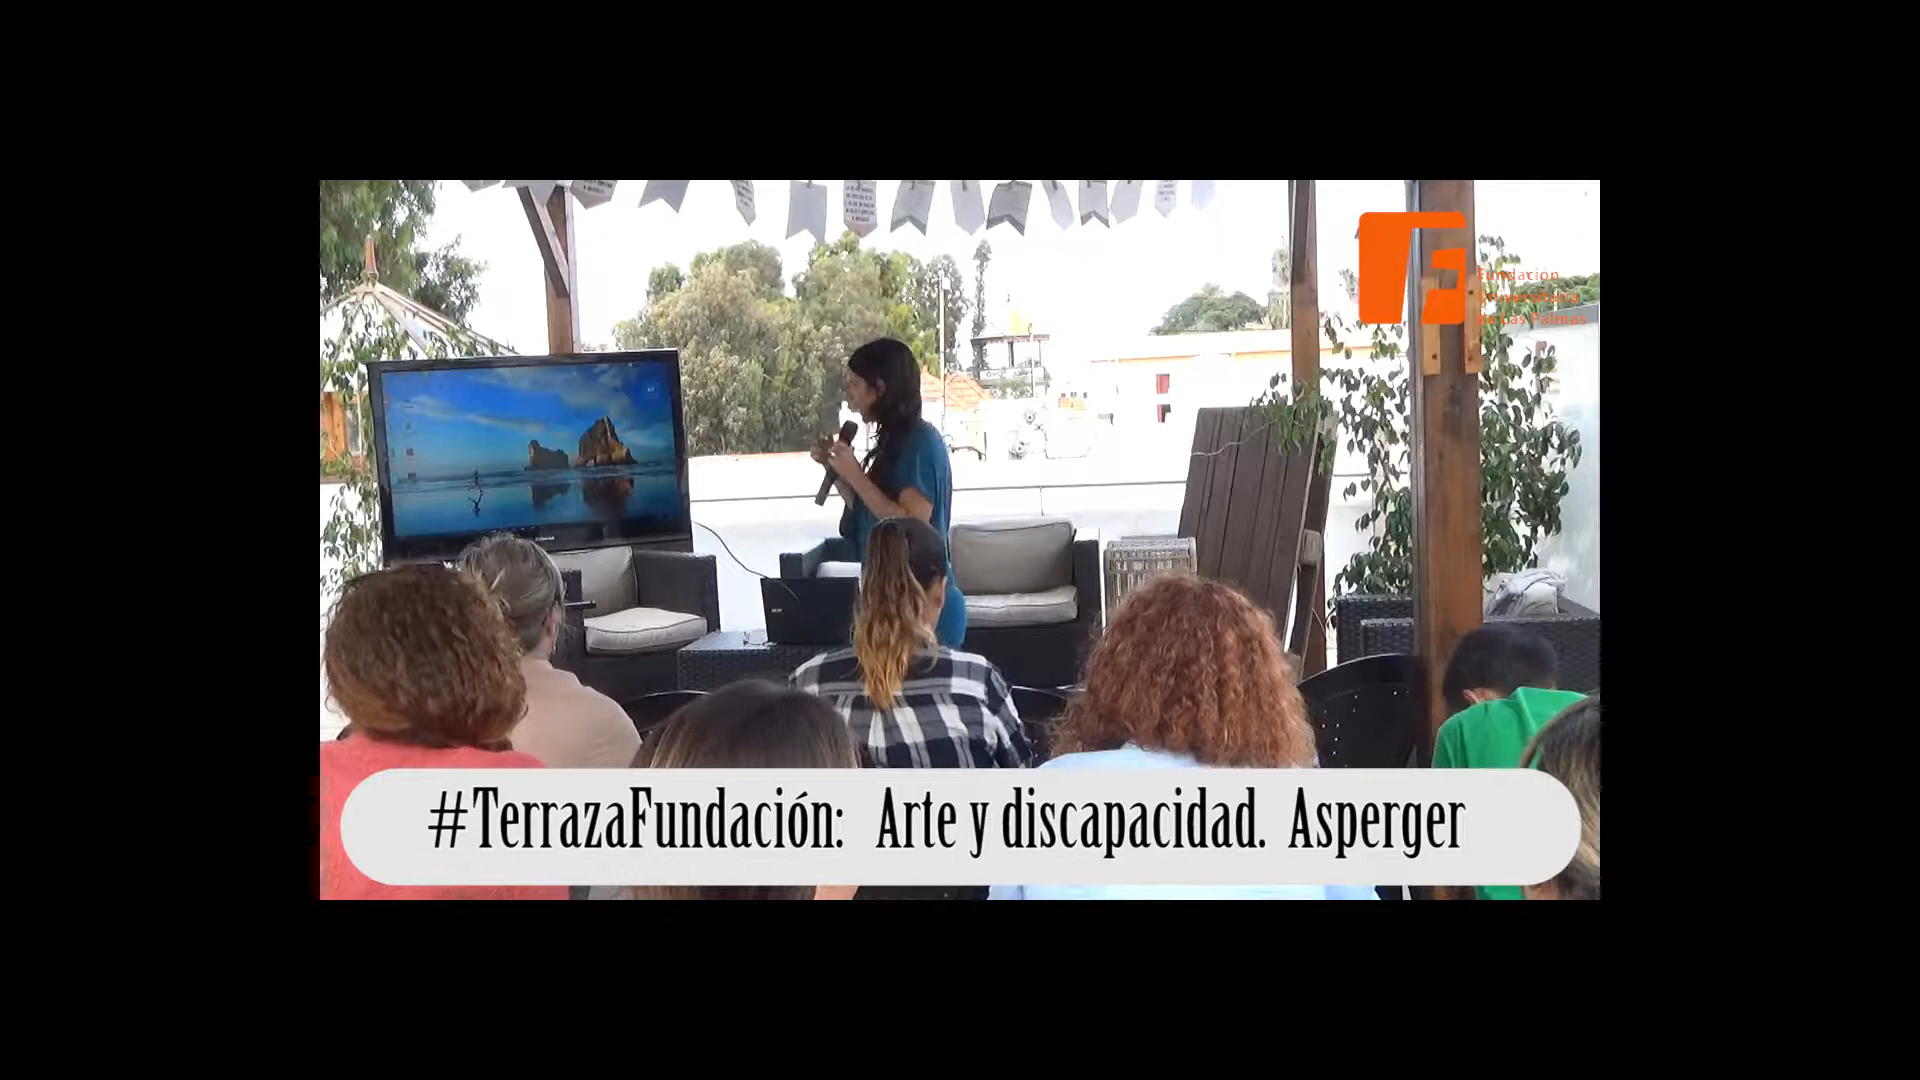 Fundación
Universitaria
de Las Palmas
#TerrazaFundación: Arte y discapacidad. Asperger